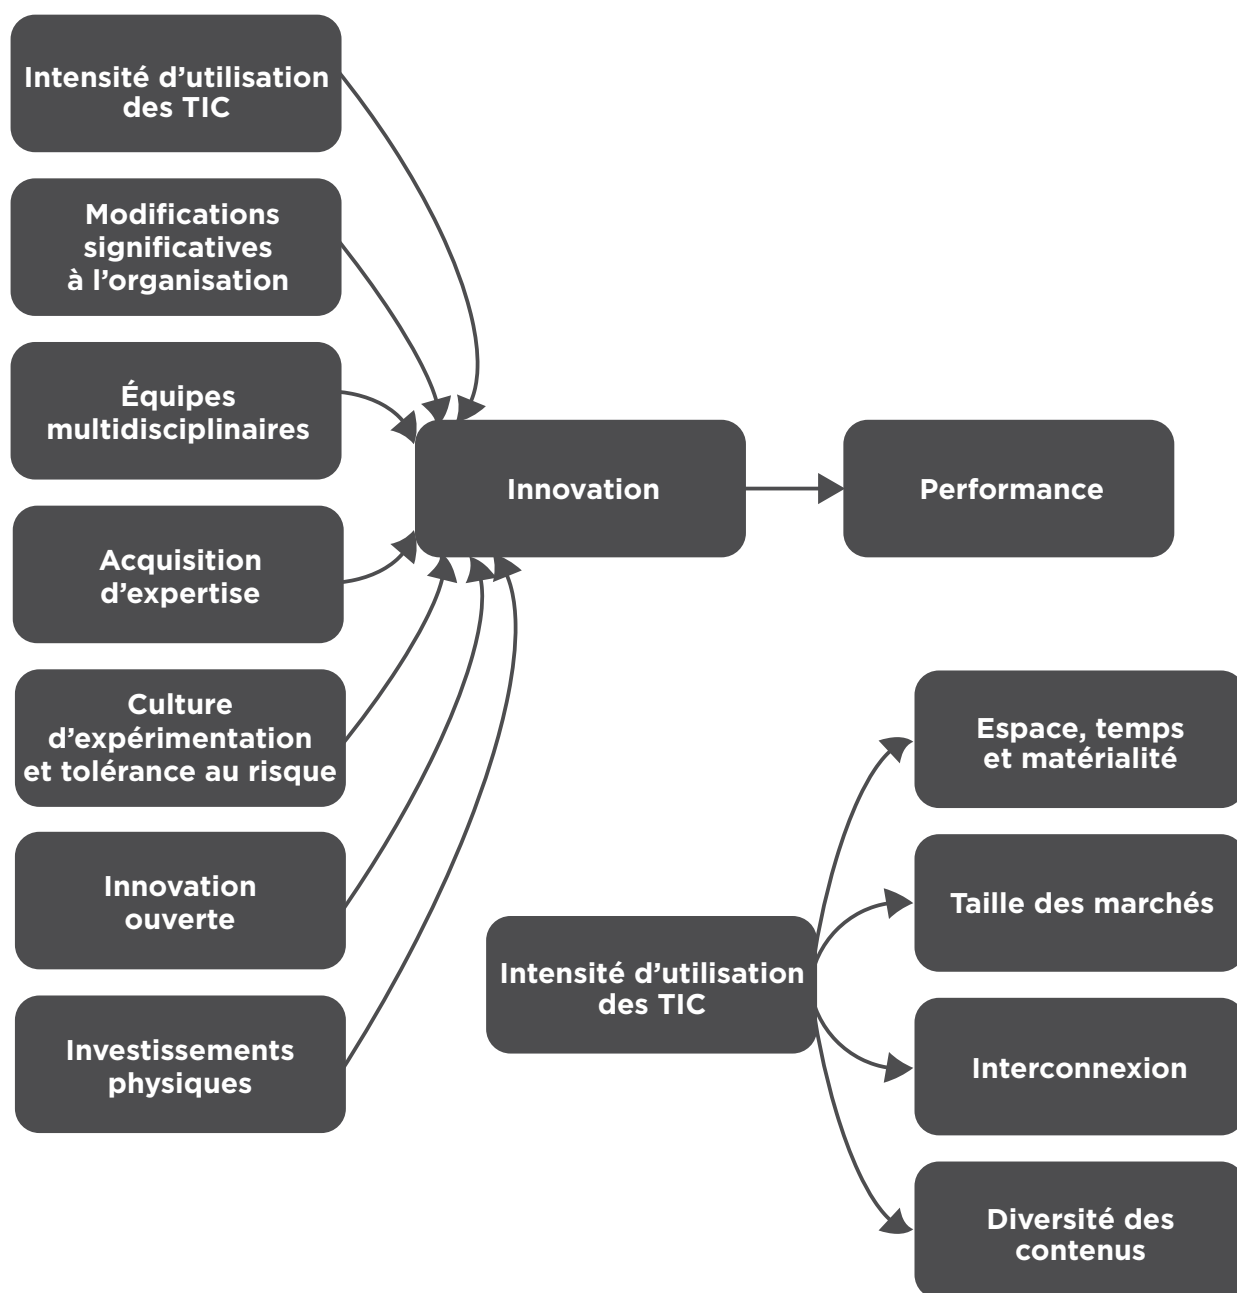 Intensité d’utilisation
des TIC
Modifications
significatives
à l’organisation
Équipes
multidisciplinaires
Acquisition
d’expertise
Culture
d’expérimentation
et tolérance au risque
Innovation
ouverte
Investissements
physiques
Innovation
Performance
Intensité d’utilisation
des TIC
Espace, temps
et matérialité
Taille des marchés
Interconnexion
Diversité des
contenus